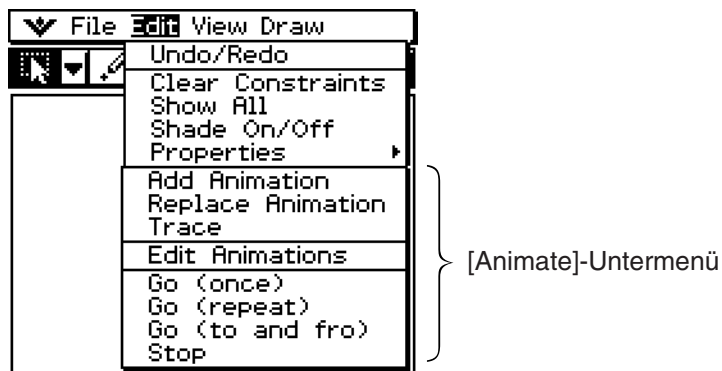 File Edit View Draw
Undo/Redo
Clear Constraints
Show All
Shade On/Off
Properties
Add Animation
Replace Animation
Trace
Edit Animations
Go (once)
Go (repeat)
Go (to and fro)
Stop
[Animate]-Untermenü